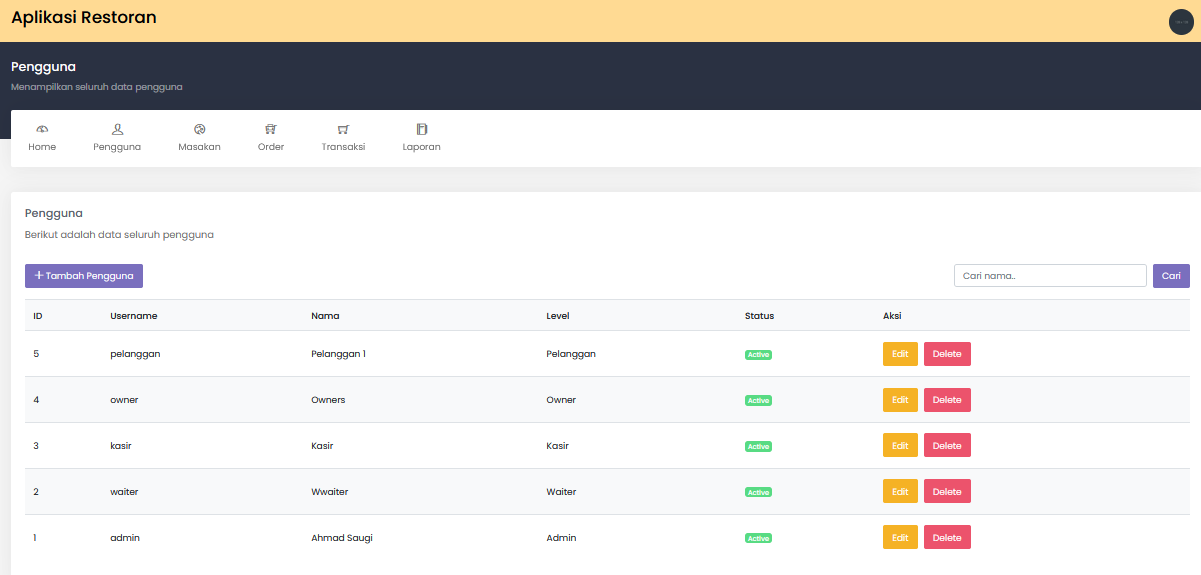 Aplikasi Restoran
Pengguna
Menampilkan seluruh data pengguna
Home Pengguna Masakan Order Transaksi Laporan
Pengguna
Berikut adalah data seluruh pengguna
+ Tambah Pengguna Cari nama.. Cari
ID Username Nama Level Status Aksi
5 pelanggan Pelanggan 1 Pelanggan Active Edit Delete
4 owner Owners Owner Active Edit Delete
3 kasir Kasir Kasir Active Edit Delete
2 waiter Wwaiter Waiter Active Edit Delete
1 admin Ahmad Saugi Admin Active Edit Delete